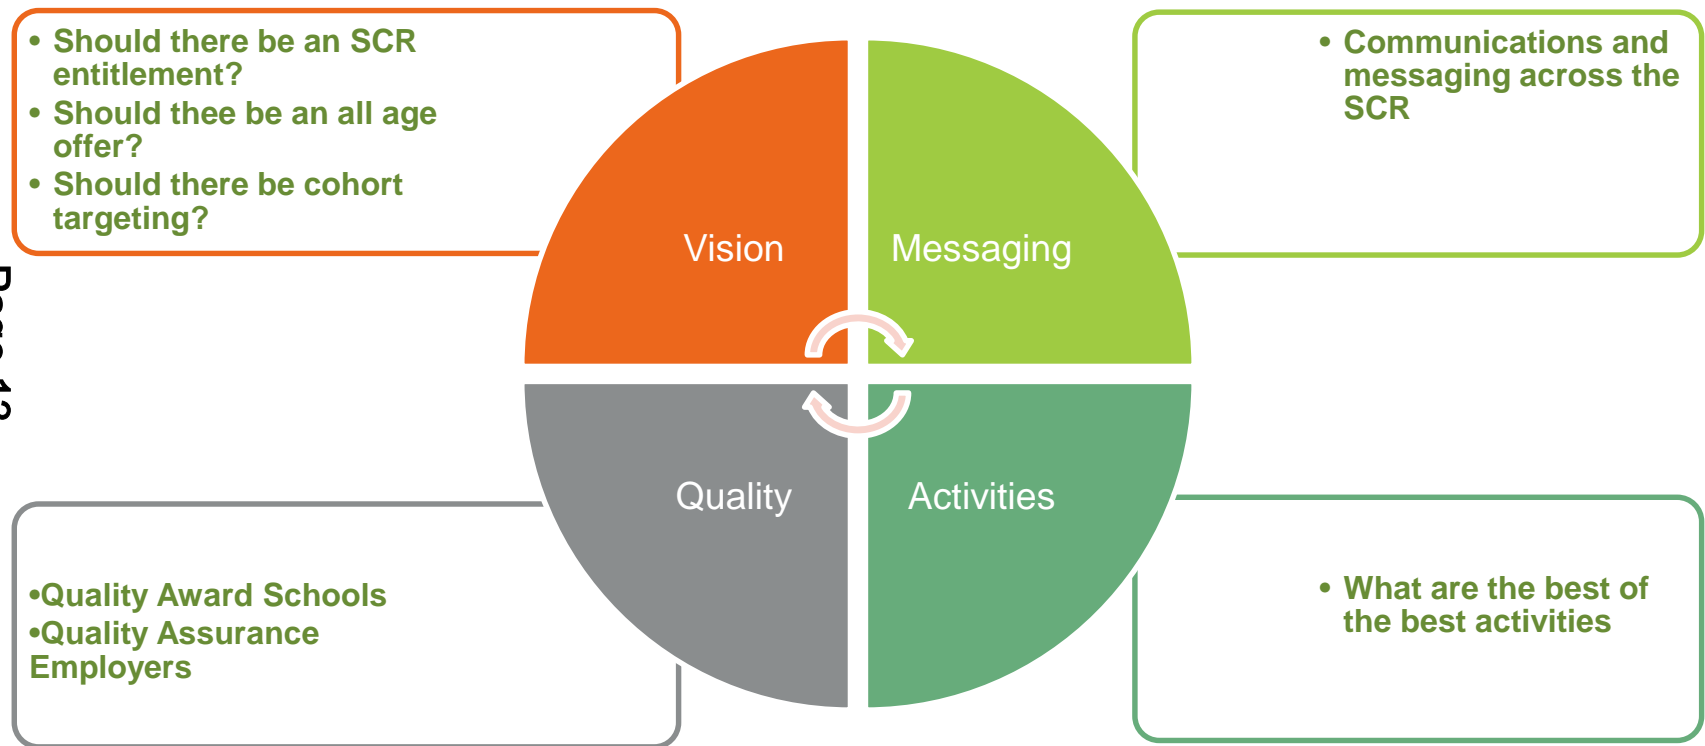 • Should there be an SCR
entitlement?
• Should thee be an all age
offer?
• Should there be cohort
targeting?
• Communications and
messaging across the
SCR
Vision
Messaging
Quality
Activities
•Quality Award Schools
•Quality Assurance
Employers
• What are the best of
the best activities
Page